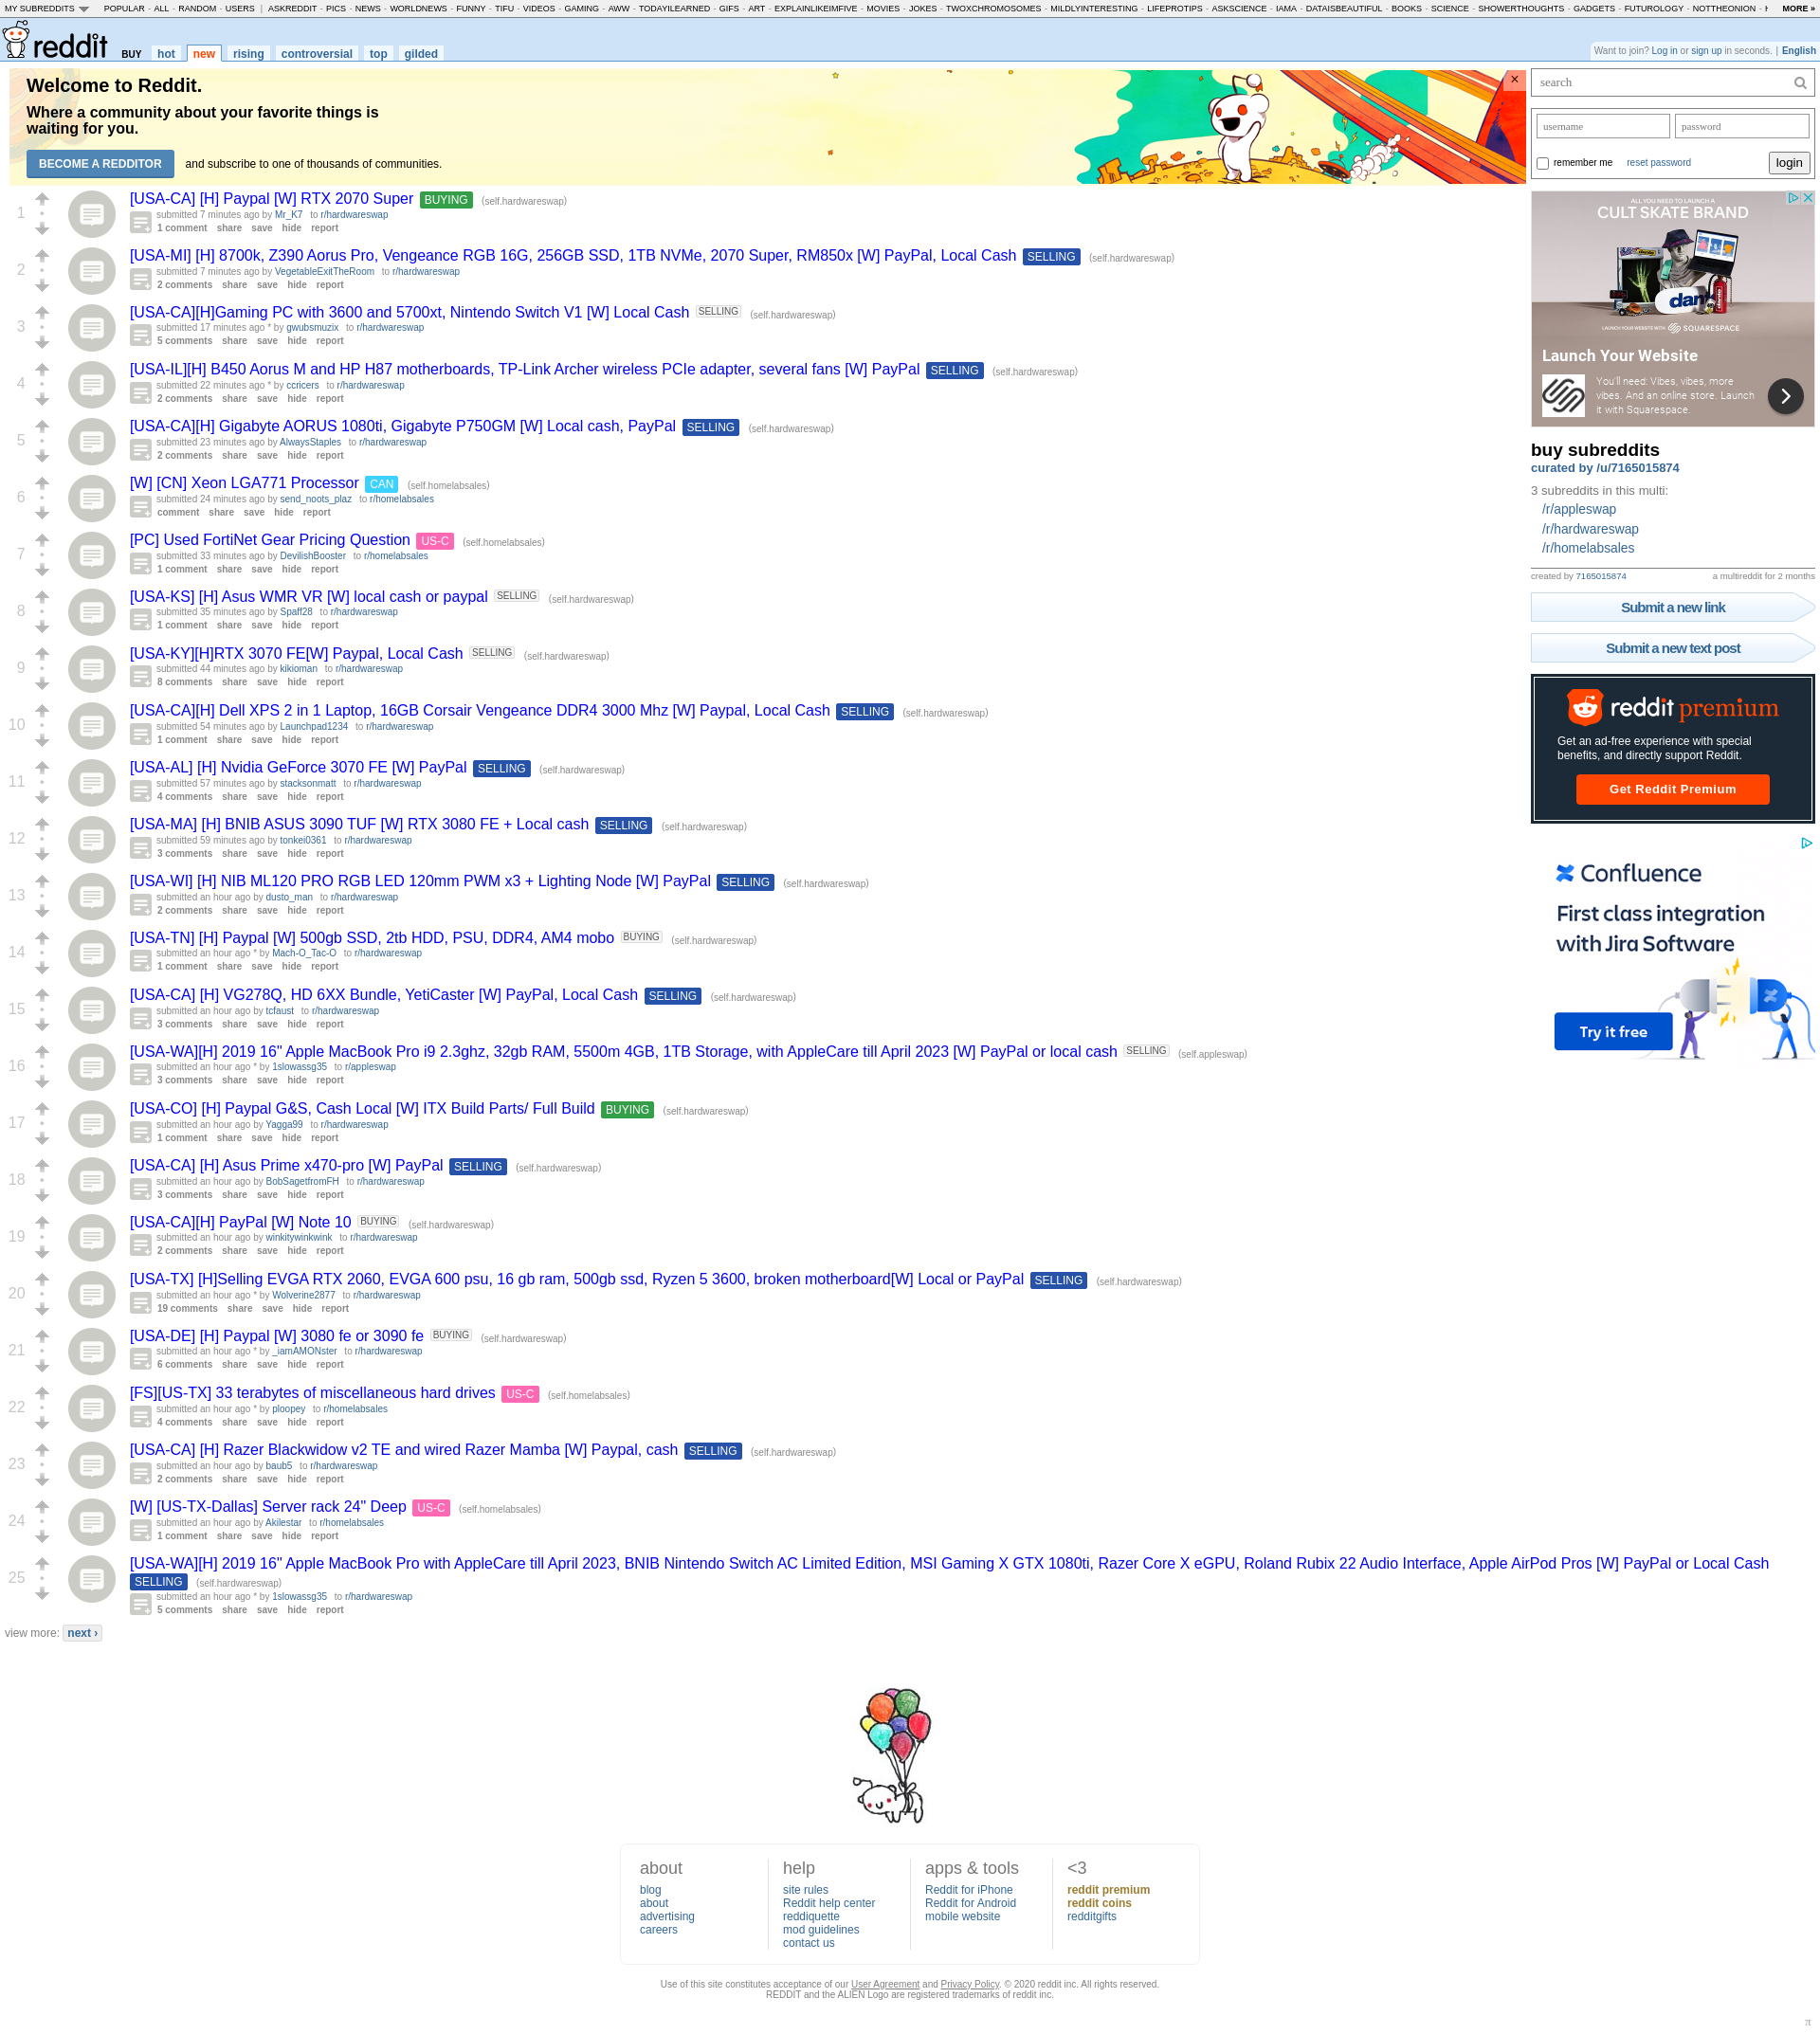 MY SUBREDDITS POPULAR - ALL - RANDOM - USERS | ASKREDDIT - PICS - NEWS - WORLDNEWS - FUNNY - TIFU - VIDEOS - GAMING - AWW - TODAYILEARNED - GIFS - ART - EXPLAINLIKEIMFIVE - MOVIES - JOKES - TWOXCHROMOSOMES - MILDLYINTERESTING - LIFEPROTIPS - ASKSCIENCE - IAMA - DATAISBEAUTIFUL - BOOKS - SCIENCE - SHOWERTHOUGHTS - GADGETS - FUTUROLOGY - NOTTHEONION - MORE »
reddit BUY hot new rising controversial top gilded
Want to join? Log in or sign up in seconds. | English
Welcome to Reddit.
Where a community about your favorite things is
waiting for you.
BECOME A REDDITOR and subscribe to one of thousands of communities.
1
[USA-CA] [H] Paypal [W] RTX 2070 Super BUYING (self.hardwareswap)
submitted 7 minutes ago by Mr_K7 to r/hardwareswap
1 comment share save hide report
2
[USA-MI] [H] 8700k, Z390 Aorus Pro, Vengeance RGB 16G, 256GB SSD, 1TB NVMe, 2070 Super, RM850x [W] PayPal, Local Cash SELLING (self.hardwareswap)
submitted 7 minutes ago by VegetableExitTheRoom to r/hardwareswap
2 comments share save hide report
3
[USA-CA][H]Gaming PC with 3600 and 5700xt, Nintendo Switch V1 [W] Local Cash SELLING (self.hardwareswap)
submitted 17 minutes ago * by gwubsmuzix to r/hardwareswap
5 comments share save hide report
4
[USA-IL][H] B450 Aorus M and HP H87 motherboards, TP-Link Archer wireless PCIe adapter, several fans [W] PayPal SELLING (self.hardwareswap)
submitted 22 minutes ago * by ccricers to r/hardwareswap
2 comments share save hide report
5
[USA-CA][H] Gigabyte AORUS 1080ti, Gigabyte P750GM [W] Local cash, PayPal SELLING (self.hardwareswap)
submitted 23 minutes ago by AlwaysStaples to r/hardwareswap
2 comments share save hide report
6
[W] [CN] Xeon LGA771 Processor CAN (self.homelabsales)
submitted 24 minutes ago by send_noots_plaz to r/homelabsales
comment share save hide report
7
[PC] Used FortiNet Gear Pricing Question US-C (self.homelabsales)
submitted 33 minutes ago by DevilishBooster to r/homelabsales
1 comment share save hide report
8
[USA-KS] [H] Asus WMR VR [W] local cash or paypal SELLING (self.hardwareswap)
submitted 35 minutes ago by Spaff28 to r/hardwareswap
1 comment share save hide report
9
[USA-KY][H]RTX 3070 FE[W] Paypal, Local Cash SELLING (self.hardwareswap)
submitted 44 minutes ago by kikioman to r/hardwareswap
8 comments share save hide report
10
[USA-CA][H] Dell XPS 2 in 1 Laptop, 16GB Corsair Vengeance DDR4 3000 Mhz [W] Paypal, Local Cash SELLING (self.hardwareswap)
submitted 54 minutes ago by Launchpad1234 to r/hardwareswap
1 comment share save hide report
11
[USA-AL] [H] Nvidia GeForce 3070 FE [W] PayPal SELLING (self.hardwareswap)
submitted 57 minutes ago by stacksonmatt to r/hardwareswap
4 comments share save hide report
12
[USA-MA] [H] BNIB ASUS 3090 TUF [W] RTX 3080 FE + Local cash SELLING (self.hardwareswap)
submitted 59 minutes ago by tonkei0361 to r/hardwareswap
3 comments share save hide report
13
[USA-WI] [H] NIB ML120 PRO RGB LED 120mm PWM x3 + Lighting Node [W] PayPal SELLING (self.hardwareswap)
submitted an hour ago by dusto_man to r/hardwareswap
2 comments share save hide report
14
[USA-TN] [H] Paypal [W] 500gb SSD, 2tb HDD, PSU, DDR4, AM4 mobo BUYING (self.hardwareswap)
submitted an hour ago * by Mach-O_Tac-O to r/hardwareswap
1 comment share save hide report
15
[USA-CA] [H] VG278Q, HD 6XX Bundle, YetiCaster [W] PayPal, Local Cash SELLING (self.hardwareswap)
submitted an hour ago by tcfaust to r/hardwareswap
3 comments share save hide report
16
[USA-WA][H] 2019 16" Apple MacBook Pro i9 2.3ghz, 32gb RAM, 5500m 4GB, 1TB Storage, with AppleCare till April 2023 [W] PayPal or local cash SELLING (self.appleswap)
submitted an hour ago * by 1slowassg35 to r/appleswap
3 comments share save hide report
17
[USA-CO] [H] Paypal G&S, Cash Local [W] ITX Build Parts/ Full Build BUYING (self.hardwareswap)
submitted an hour ago by Yagga99 to r/hardwareswap
1 comment share save hide report
18
[USA-CA] [H] Asus Prime x470-pro [W] PayPal SELLING (self.hardwareswap)
submitted an hour ago by BobSagetfromFH to r/hardwareswap
3 comments share save hide report
19
[USA-CA][H] PayPal [W] Note 10 BUYING (self.hardwareswap)
submitted an hour ago by winkitywinkwink to r/hardwareswap
2 comments share save hide report
20
[USA-TX] [H]Selling EVGA RTX 2060, EVGA 600 psu, 16 gb ram, 500gb ssd, Ryzen 5 3600, broken motherboard[W] Local or PayPal SELLING (self.hardwareswap)
submitted an hour ago * by Wolverine2877 to r/hardwareswap
19 comments share save hide report
21
[USA-DE] [H] Paypal [W] 3080 fe or 3090 fe BUYING (self.hardwareswap)
submitted an hour ago * by _iamAMONster to r/hardwareswap
6 comments share save hide report
22
[FS][US-TX] 33 terabytes of miscellaneous hard drives US-C (self.homelabsales)
submitted an hour ago * by ploopey to r/homelabsales
4 comments share save hide report
23
[USA-CA] [H] Razer Blackwidow v2 TE and wired Razer Mamba [W] Paypal, cash SELLING (self.hardwareswap)
submitted an hour ago by baub5 to r/hardwareswap
2 comments share save hide report
24
[W] [US-TX-Dallas] Server rack 24" Deep US-C (self.homelabsales)
submitted an hour ago by Akilestar to r/homelabsales
1 comment share save hide report
25
[USA-WA][H] 2019 16" Apple MacBook Pro with AppleCare till April 2023, BNIB Nintendo Switch AC Limited Edition, MSI Gaming X GTX 1080ti, Razer Core X eGPU, Roland Rubix 22 Audio Interface, Apple AirPod Pros [W] PayPal or Local Cash
SELLING (self.hardwareswap)
submitted an hour ago * by 1slowassg35 to r/hardwareswap
5 comments share save hide report
view more: next ›
search
username password
remember me reset password login
ALL YOU NEED TO LAUNCH A
CULT SKATE BRAND
dan
LAUNCH YOUR WEBSITE WITH SQUARESPACE
Launch Your Website
You'll need: Vibes, vibes, more
vibes. And an online store. Launch
it with Squarespace.
buy subreddits
curated by /u/7165015874
3 subreddits in this multi:
/r/appleswap
/r/hardwareswap
/r/homelabsales
created by 7165015874 a multireddit for 2 months
Submit a new link
Submit a new text post
reddit premium
Get an ad-free experience with special
benefits, and directly support Reddit.
Get Reddit Premium
Confluence
First class integration
with Jira Software
Try it free
about
blog
about
advertising
careers
help
site rules
Reddit help center
reddiquette
mod guidelines
contact us
apps & tools
Reddit for iPhone
Reddit for Android
mobile website
<3
reddit premium
reddit coins
redditgifts
Use of this site constitutes acceptance of our User Agreement and Privacy Policy. © 2020 reddit inc. All rights reserved.
REDDIT and the ALIEN Logo are registered trademarks of reddit inc.
π